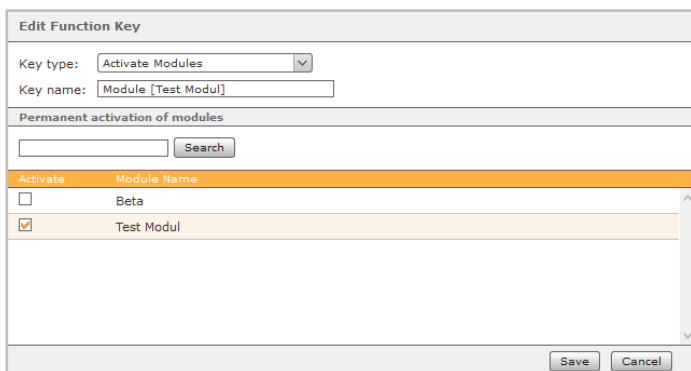 Edit Function Key
Key type: Activate Modules
Key name: Module [Test Modul]
Permanent activation of modules
Search
Activate Module Name
Beta
Test Modul
Save Cancel